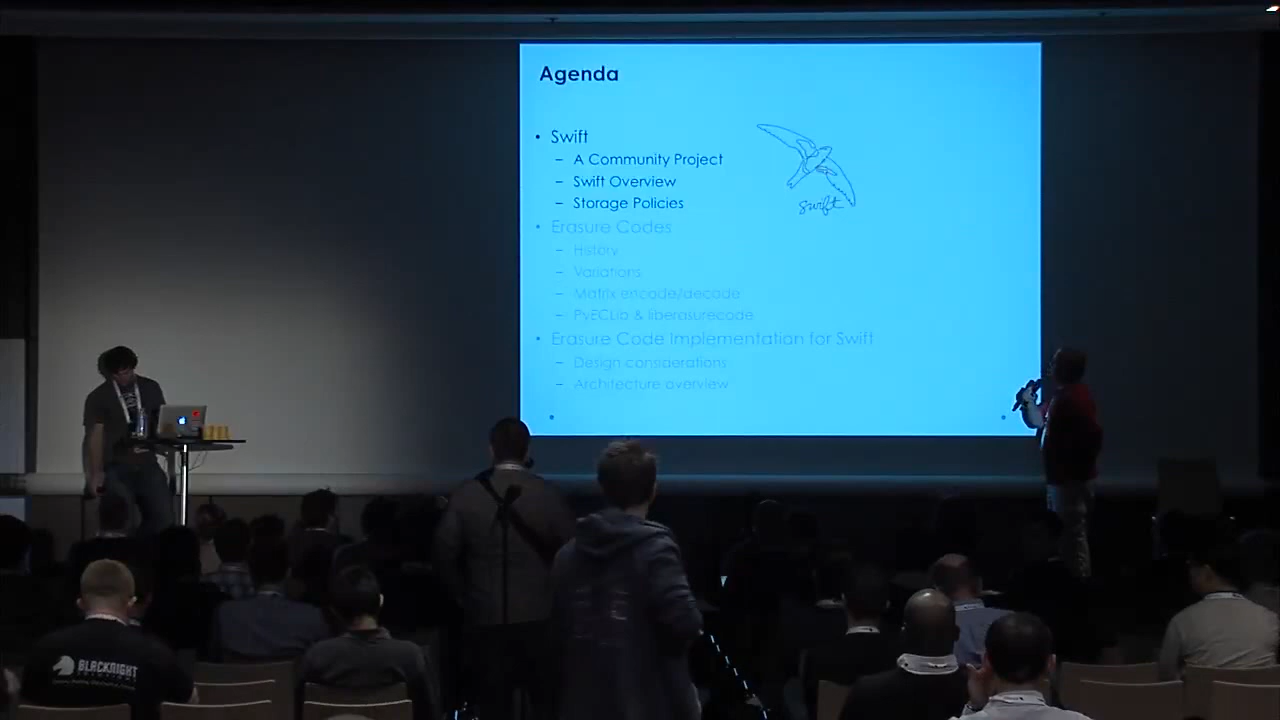 Agenda
• Swift
– A Community Project
– Swift Overview
– Storage Policies
swift
• Erasure Codes
– History
– Variations
– Matrix encode/decode
– PyECLib & liberasurecode
• Erasure Code Implementation for Swift
– Design considerations
– Architecture overview
BLACKNIGHT